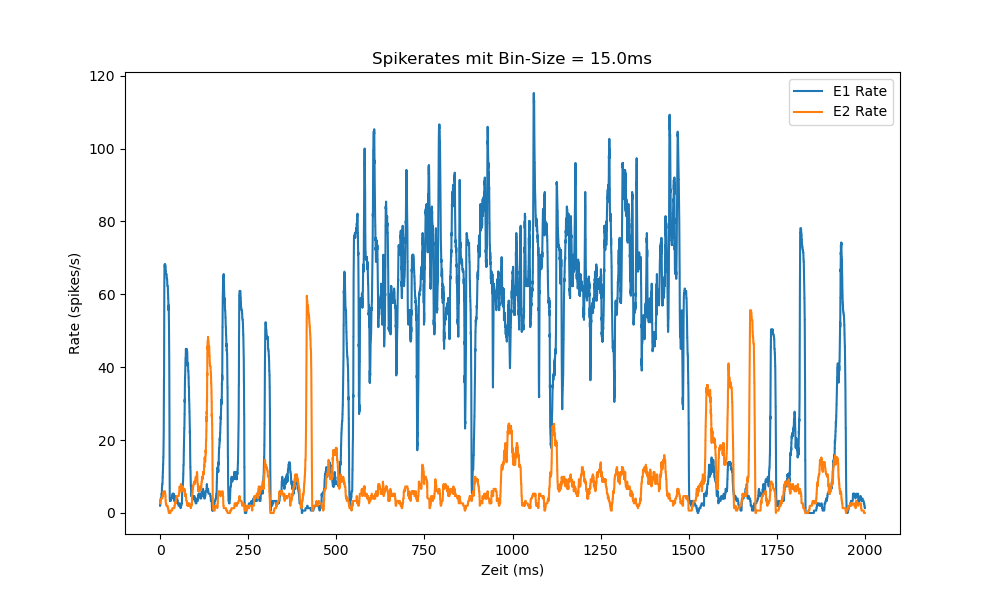 Spikerates mit Bin-Size = 15.0ms
120
100
80
60
40
20
0
Rate (spikes/s)
E1 Rate
E2 Rate
0 250 500 750 1000 1250 1500 1750 2000
Zeit (ms)